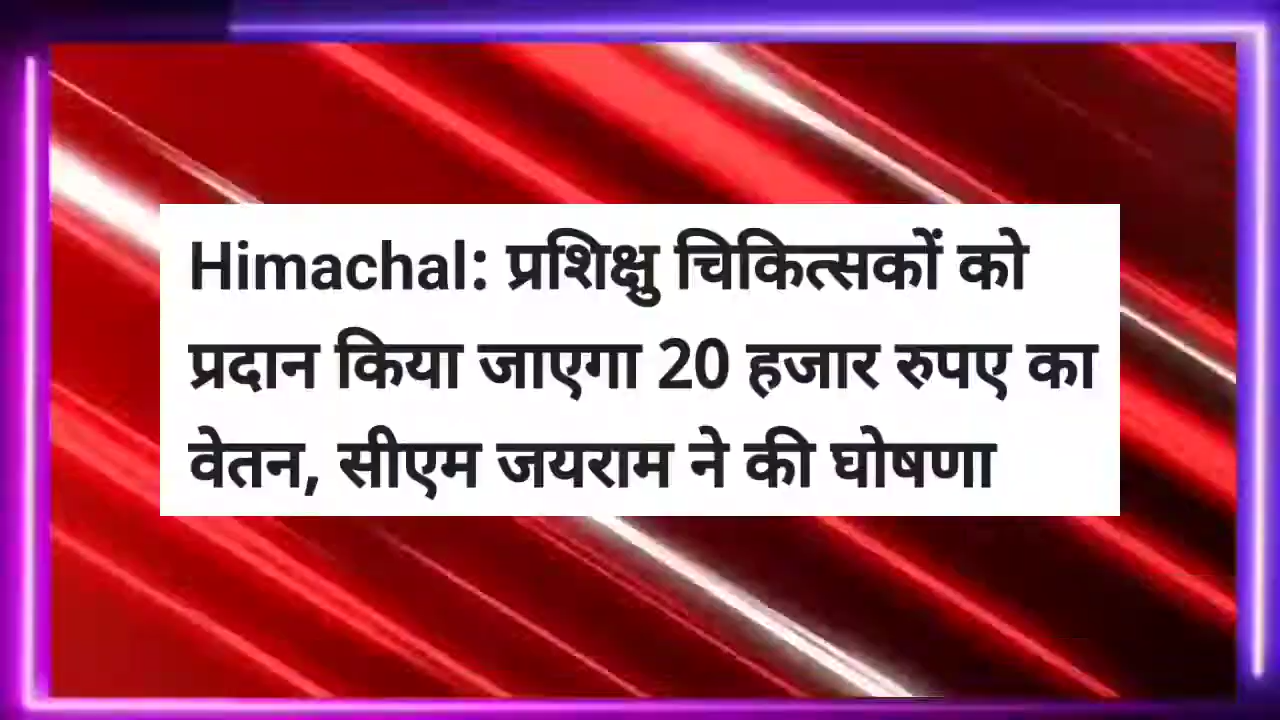 Himachal: प्रशिक्षु चिकित्सकों को
प्रदान किया जाएगा 20 हजार रुपए का
वेतन, सीएम जयराम ने की घोषणा